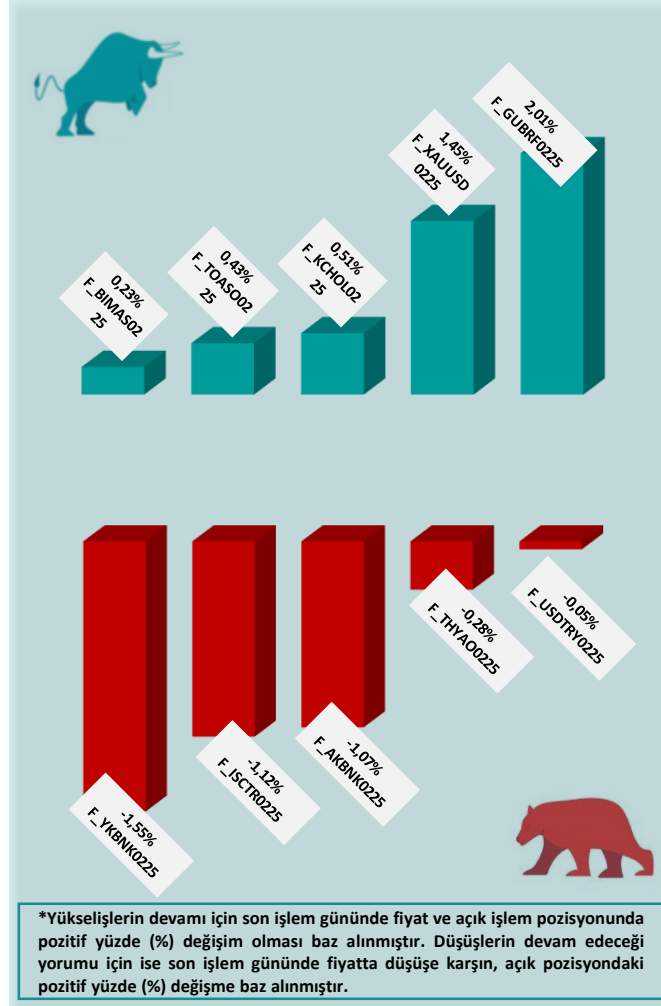 2,01%
F_GUBRF0225
1,45%
F_XAUUSD
0225
0,51%
F_KCHOL02
25
0,43%
F_TOASO02
25
0,23%
F_BIMAS02
25
-0,05%
F_USDTRY0225
-0,28%
F_THYAO0225
-1,07%
F_AKBNK0225
-1,12%
F_ISCTR0225
-1,55%
F_YKBNK0225
*Yükselişlerin devamı için son işlem gününde fiyat ve açık işlem pozisyonunda
pozitif yüzde (%) değişim olması baz alınmıştır. Düşüşlerin devam edeceği
yorumu için ise son işlem gününde fiyatta düşüşe karşın, açık pozisyondaki
pozitif yüzde (%) değişme baz alınmıştır.